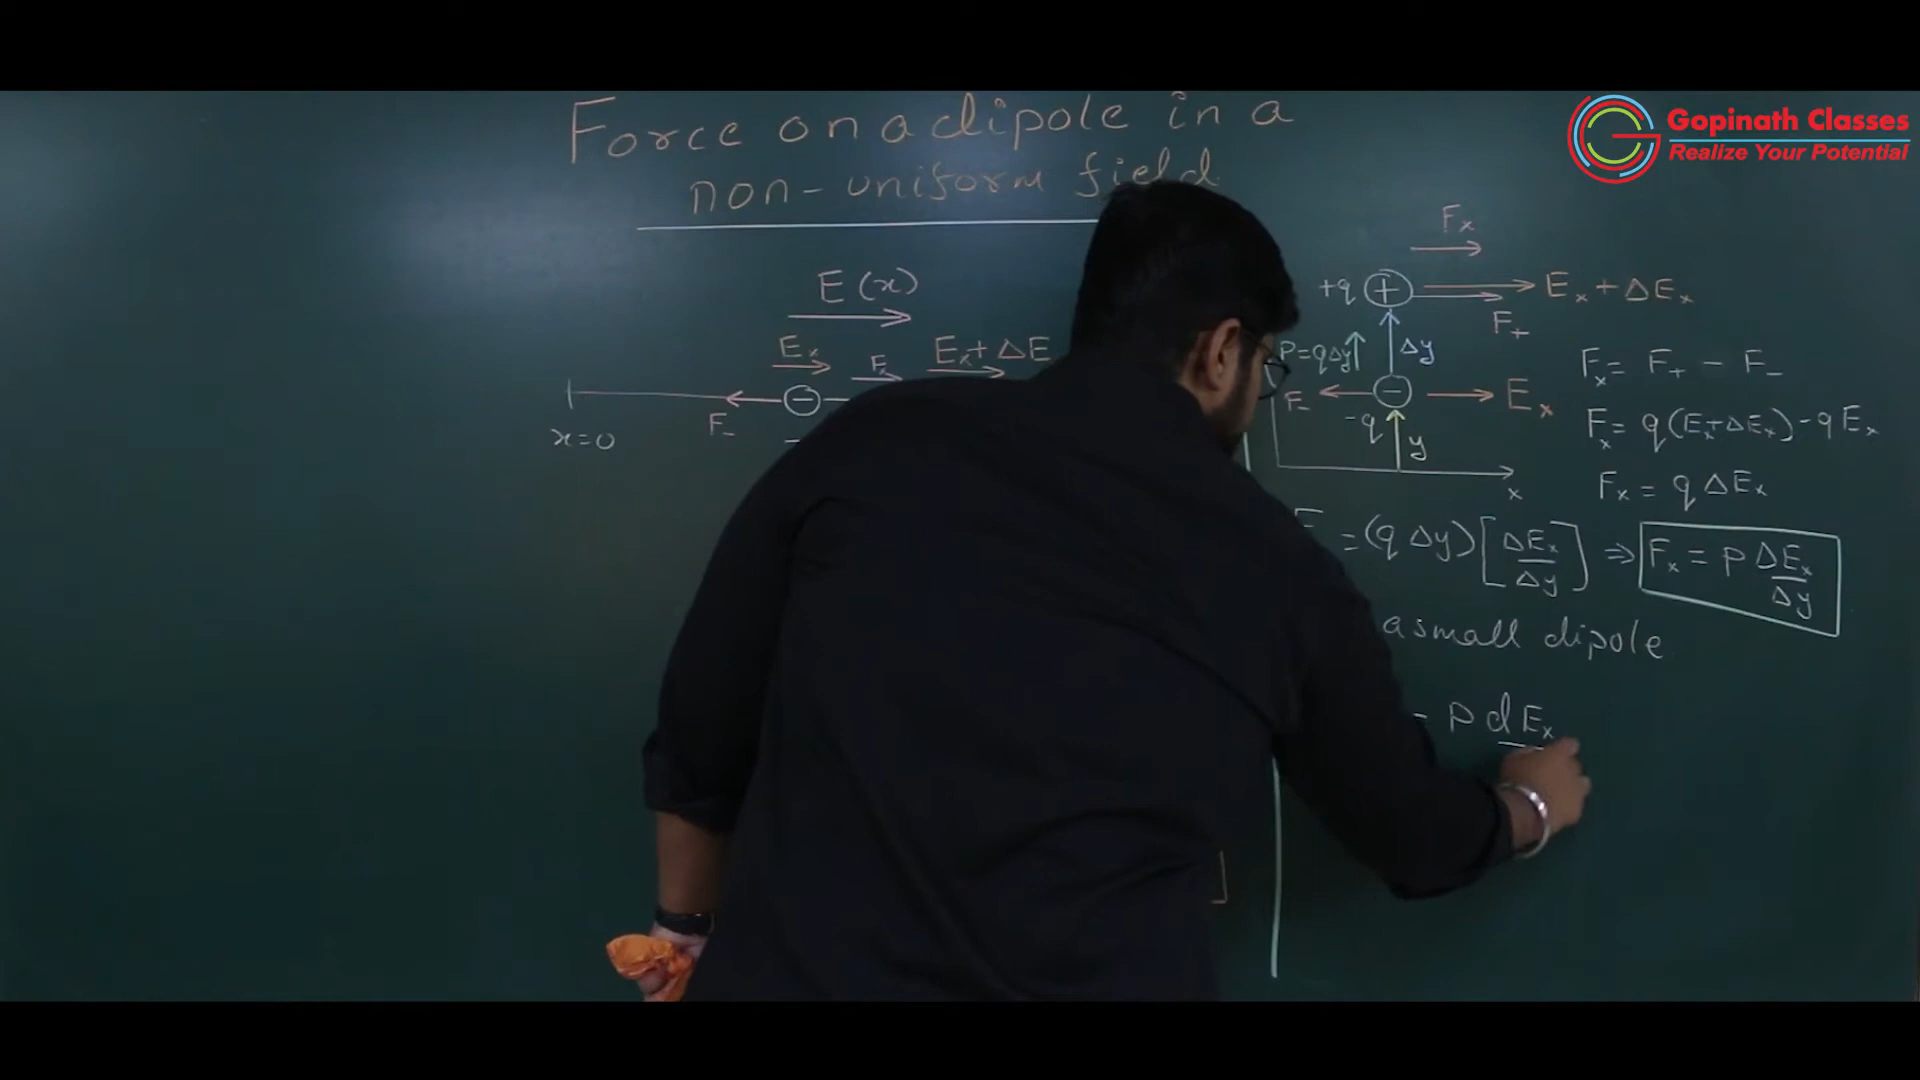 Force on a dipole in a
non-uniform field
Gopinath Classes
Realize Your Potential
E(x)
Ex
Ex+ΔE
F-
x=0
Fx
+q
+
Ex+ΔEx
F+
P=qΔy
Δy
F-
-
Ex
-q
y
x
Fx = F+ - F-
Fx = q(Ex+ΔEx)-qEx
Fx = qΔEx
= (qΔy)[ΔEx/Δy] ⇒ Fx = PΔEx/Δy
a small dipole
P dEx